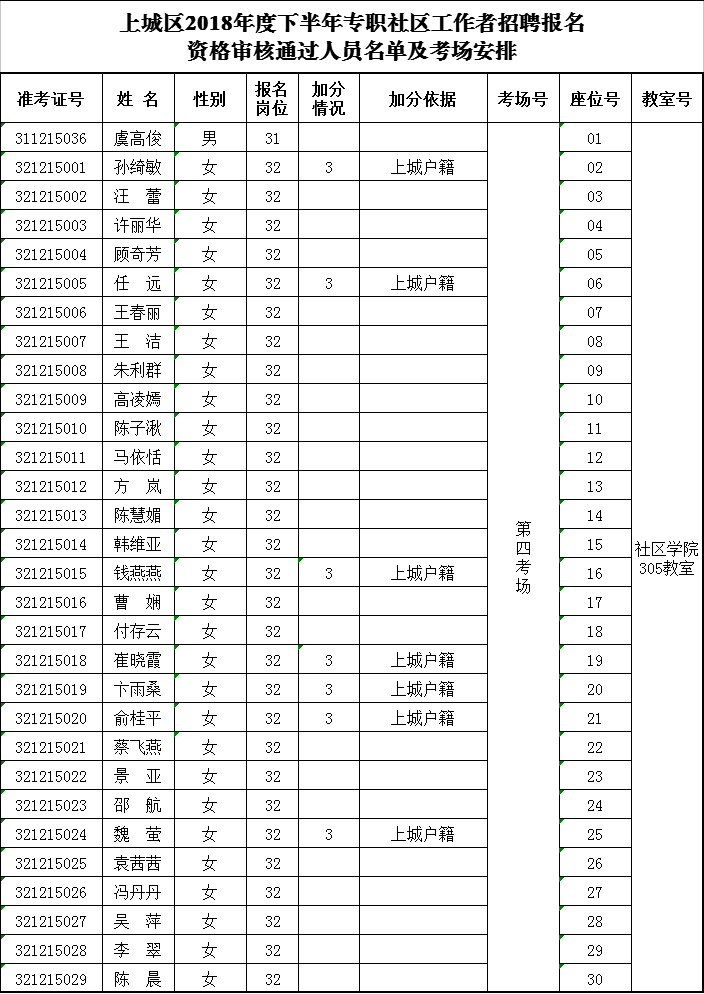 上城区2018年度下半年专职社区工作者招聘报名
资格审核通过人员名单及考场安排
准考证号 姓 名 性别 报名岗位 加分情况 加分依据 考场号 座位号 教室号
311215036 虞高俊 男 31 01
321215001 孙绮敏 女 32 3 上城户籍 02
321215002 汪 蕾 女 32 03
321215003 许丽华 女 32 04
321215004 顾奇芳 女 32 05
321215005 任 远 女 32 3 上城户籍 06
321215006 王春丽 女 32 07
321215007 王 洁 女 32 08
321215008 朱利群 女 32 09
321215009 高凌嫣 女 32 10
321215010 陈子湫 女 32 11
321215011 马依恬 女 32 12
321215012 方 岚 女 32 13
321215013 陈慧媚 女 32 14
321215014 韩维亚 女 32 第四考场 15 社区学院
321215015 钱燕燕 女 32 3 上城户籍 16 305教室
321215016 曹 娴 女 32 17
321215017 付存云 女 32 18
321215018 崔晓霞 女 32 3 上城户籍 19
321215019 卞雨桑 女 32 3 上城户籍 20
321215020 俞桂平 女 32 3 上城户籍 21
321215021 蔡飞燕 女 32 22
321215022 景 亚 女 32 23
321215023 邵 航 女 32 24
321215024 魏 萤 女 32 3 上城户籍 25
321215025 袁茜茜 女 32 26
321215026 冯丹丹 女 32 27
321215027 吴 萍 女 32 28
321215028 李 翠 女 32 29
321215029 陈 晨 女 32 30